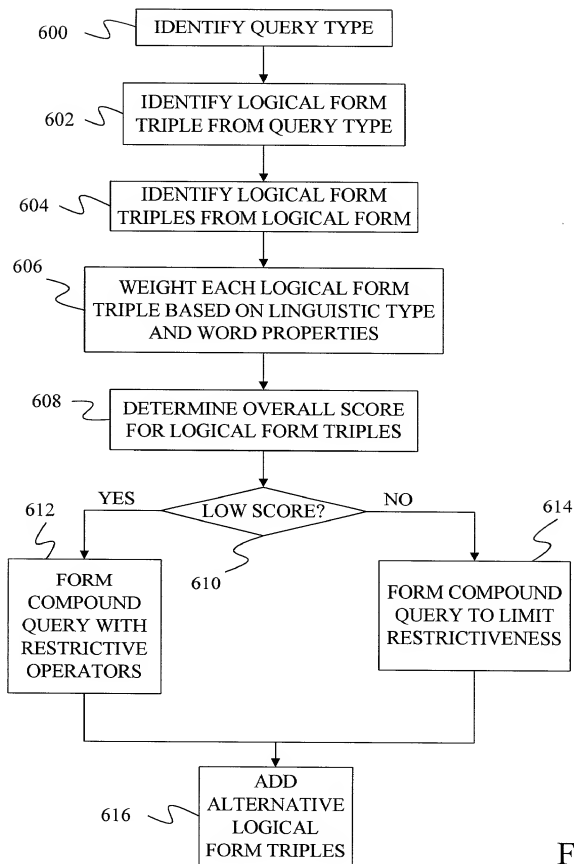 600
IDENTIFY QUERY TYPE
602
IDENTIFY LOGICAL FORM
TRIPLE FROM QUERY TYPE
604
IDENTIFY LOGICAL FORM
TRIPLES FROM LOGICAL FORM
606
WEIGHT EACH LOGICAL FORM
TRIPLE BASED ON LINGUISTIC TYPE
AND WORD PROPERTIES
608
DETERMINE OVERALL SCORE
FOR LOGICAL FORM TRIPLES
YES
LOW SCORE?
NO
610
612
FORM
COMPOUND
QUERY WITH
RESTRICTIVE
OPERATORS
614
FORM COMPOUND
QUERY TO LIMIT
RESTRICTIVENESS
616
ADD
ALTERNATIVE
LOGICAL
FORM TRIPLES
F